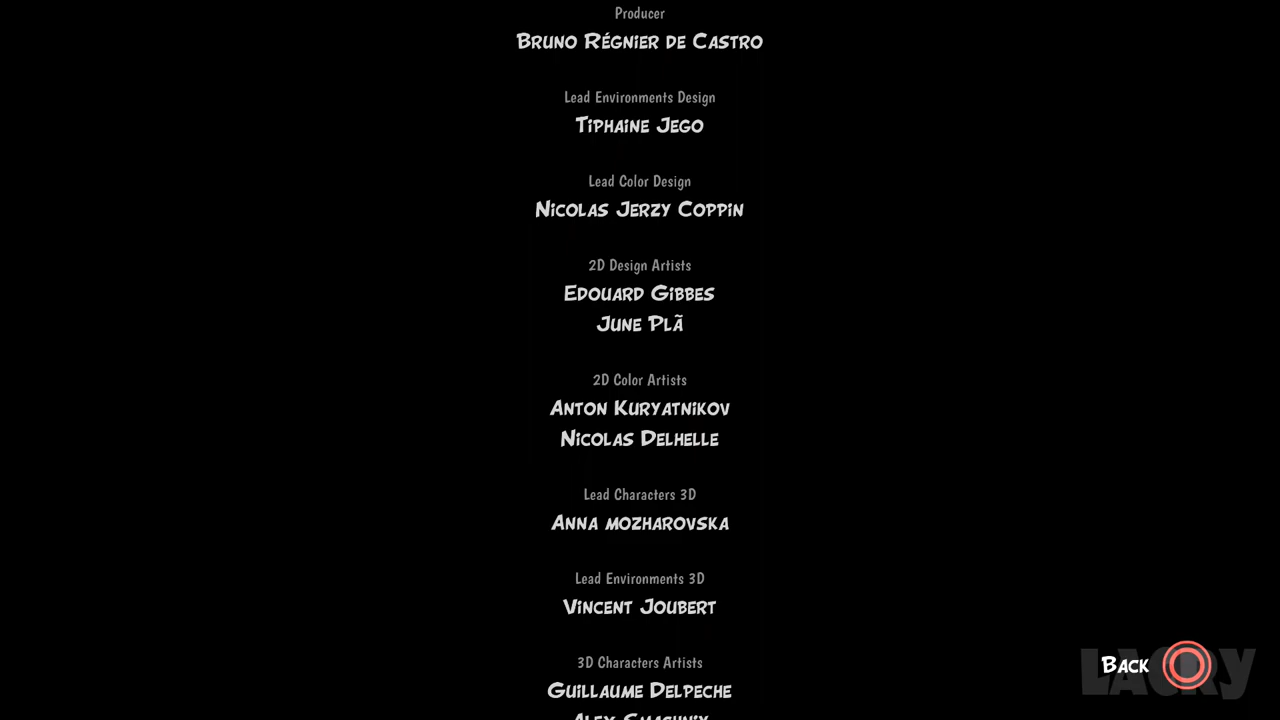 Producer
Bruno Régnier de Castro
Lead Environments Design
Tiphaine Jego
Lead Color Design
Nicolas Jerzy Coppin
2D Design Artists
Edouard Gibbes
June Plã
2D Color Artists
Anton Kuryatnikov
Nicolas Delhelle
Lead Characters 3D
Anna mozharovska
Lead Environments 3D
Vincent Joubert
3D Characters Artists
Guillaume Delpeche
Back
LACRY